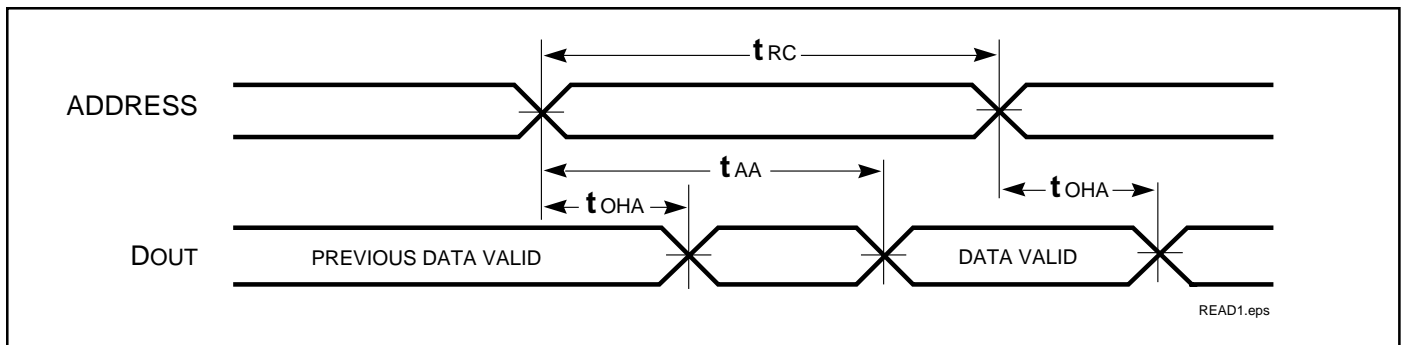 tRC
ADDRESS
tAA
tOHA
tOHA
DOUT
PREVIOUS DATA VALID
DATA VALID
READ1.eps